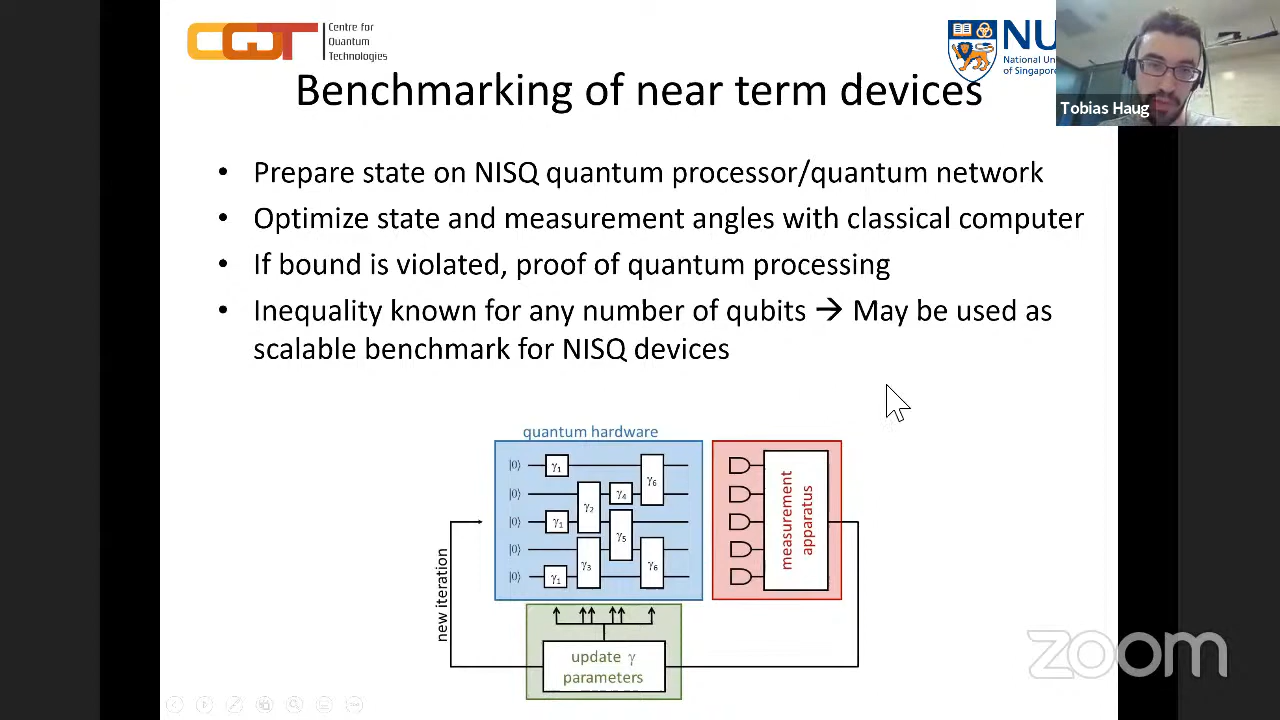 CQT
Centre for
Quantum
Technologies
NU
National Un
of Singapor
Tobias Haug
Benchmarking of near term devices
• Prepare state on NISQ quantum processor/quantum network
• Optimize state and measurement angles with classical computer
• If bound is violated, proof of quantum processing
• Inequality known for any number of qubits → May be used as
scalable benchmark for NISQ devices
quantum hardware
|0⟩ γ1 γ6
|0⟩ γ2 γ4
|0⟩ γ1 γ5
|0⟩ γ3 γ6
|0⟩ γ1
measurement
apparatus
new iteration
update γ
parameters
zoom